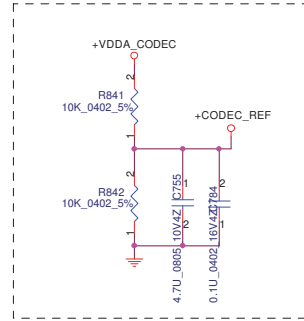 +VDDA_CODEC
2
R841
10K_0402_5%
1
+CODEC_REF
2
R842
10K_0402_5%
1
C755
1
2
4.7U_0805_10V4Z
C784
2
1
0.1U_0402_16V4Z